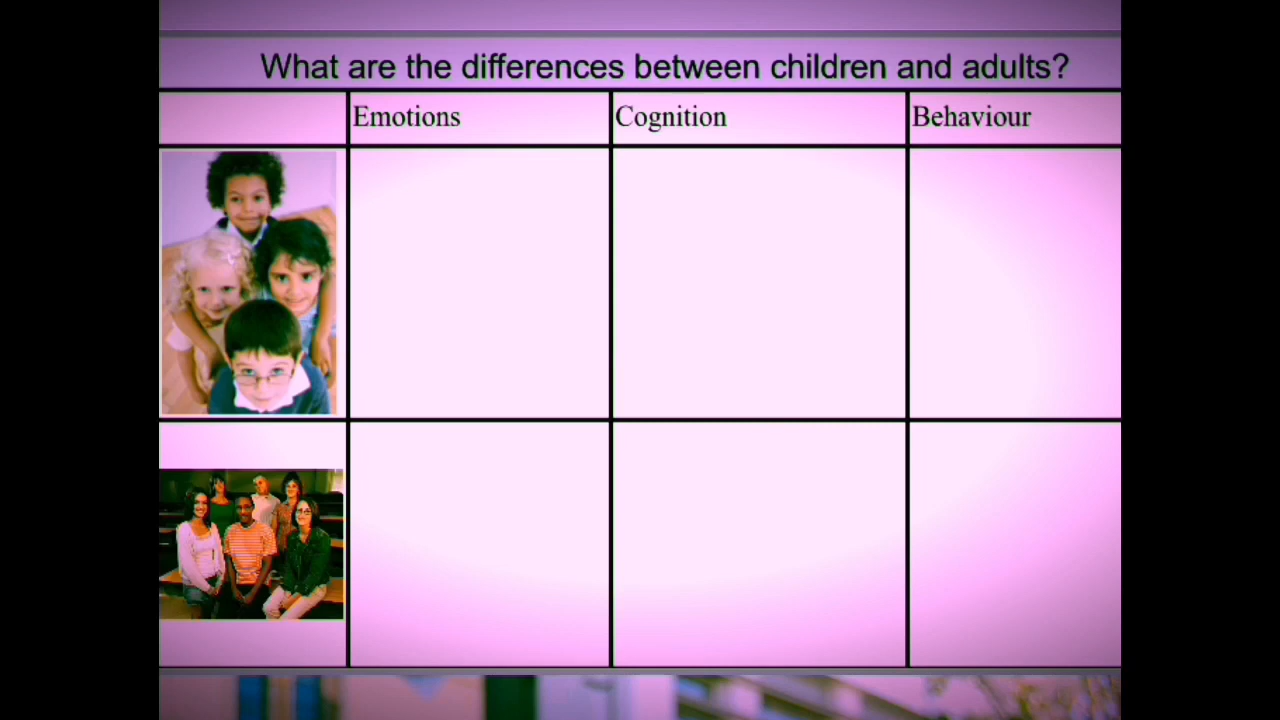 What are the differences between children and adults?
Emotions
Cognition
Behaviour